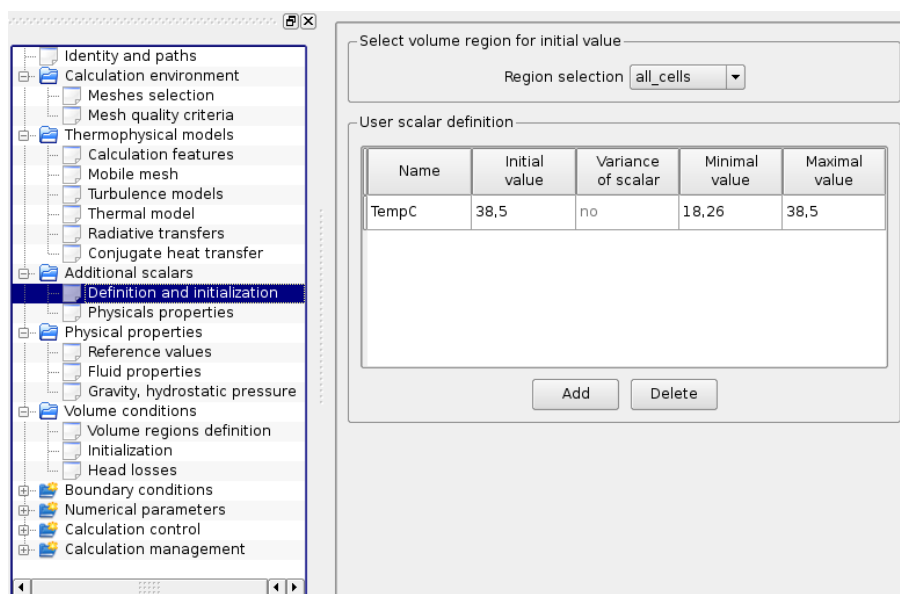 Identity and paths
Calculation environment
Meshes selection
Mesh quality criteria
Thermophysical models
Calculation features
Mobile mesh
Turbulence models
Thermal model
Radiative transfers
Conjugate heat transfer
Additional scalars
Definition and initialization
Physicals properties
Physical properties
Reference values
Fluid properties
Gravity, hydrostatic pressure
Volume conditions
Volume regions definition
Initialization
Head losses
Boundary conditions
Numerical parameters
Calculation control
Calculation management
Select volume region for initial value
Region selection all_cells
User scalar definition
Name Initial value Variance of scalar Minimal value Maximal value
TempC 38,5 no 18,26 38,5
Add Delete